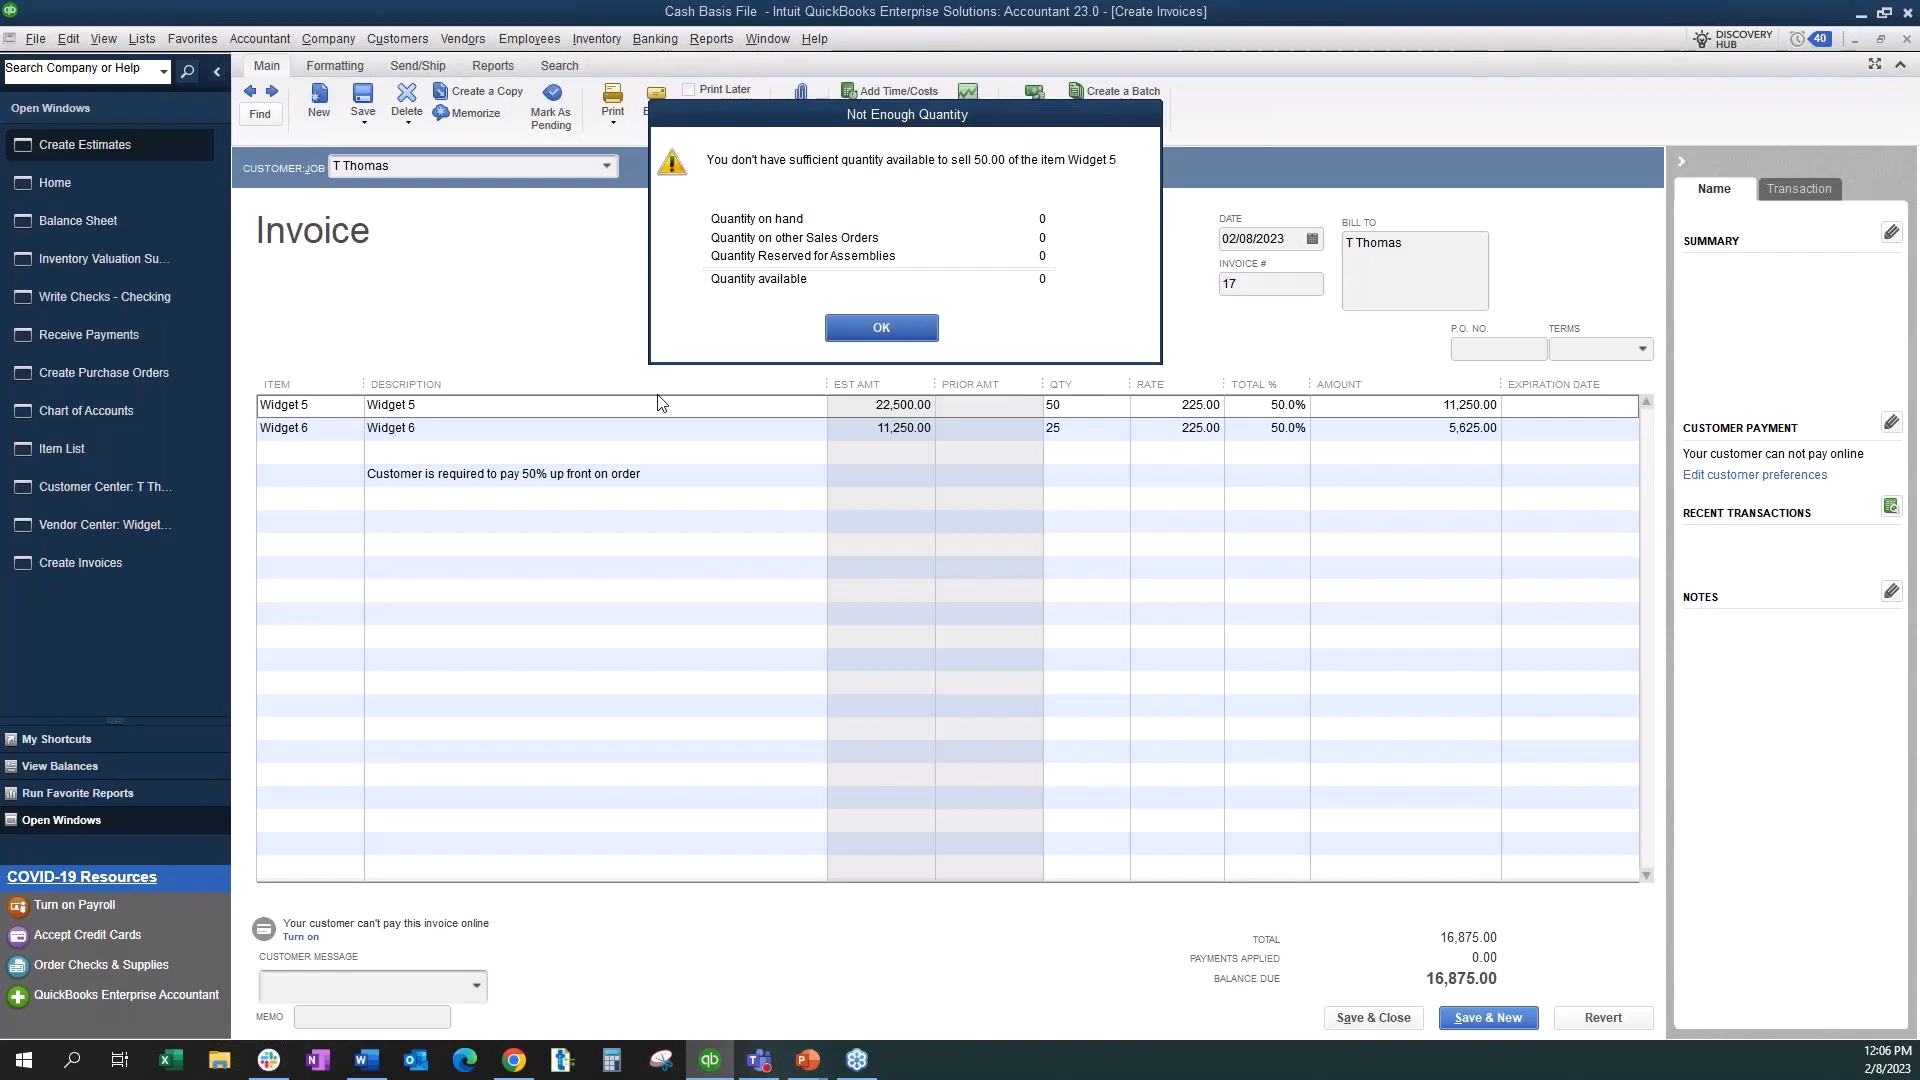 Cash Basis File - Intuit QuickBooks Enterprise Solutions: Accountant 23.0 - [Create Invoices]
File Edit View Lists Favorites Accountant Company Customers Vendors Employees Inventory Banking Reports Window Help
DISCOVERY HUB 40
Search Company or Help
Main Formatting Send/Ship Reports Search
Find
New
Save
Delete
Create a Copy
Memorize
Mark As Pending
Print
Print Later
Add Time/Costs
Create a Batch
Open Windows
Create Estimates
Home
Balance Sheet
Inventory Valuation Su...
Write Checks - Checking
Receive Payments
Create Purchase Orders
Chart of Accounts
Item List
Customer Center: T Th...
Vendor Center: Widget...
Create Invoices
My Shortcuts
View Balances
Run Favorite Reports
Open Windows
COVID-19 Resources
Turn on Payroll
Accept Credit Cards
Order Checks & Supplies
QuickBooks Enterprise Accountant
CUSTOMER:JOB T Thomas
Invoice
Not Enough Quantity
You don't have sufficient quantity available to sell 50.00 of the item Widget 5
Quantity on hand 0
Quantity on other Sales Orders 0
Quantity Reserved for Assemblies 0
Quantity available 0
OK
DATE
02/08/2023
INVOICE #
17
BILL TO
T Thomas
P.O. NO. TERMS
ITEM DESCRIPTION EST AMT PRIOR AMT QTY RATE TOTAL % AMOUNT EXPIRATION DATE
Widget 5 Widget 5 22,500.00 50 225.00 50.0% 11,250.00
Widget 6 Widget 6 11,250.00 25 225.00 50.0% 5,625.00
Customer is required to pay 50% up front on order
Your customer can't pay this invoice online
Turn on
CUSTOMER MESSAGE
MEMO
TOTAL 16,875.00
PAYMENTS APPLIED 0.00
BALANCE DUE 16,875.00
Save & Close Save & New Revert
Name Transaction
SUMMARY
CUSTOMER PAYMENT
Your customer can not pay online
Edit customer preferences
RECENT TRANSACTIONS
NOTES
12:06 PM
2/8/2023